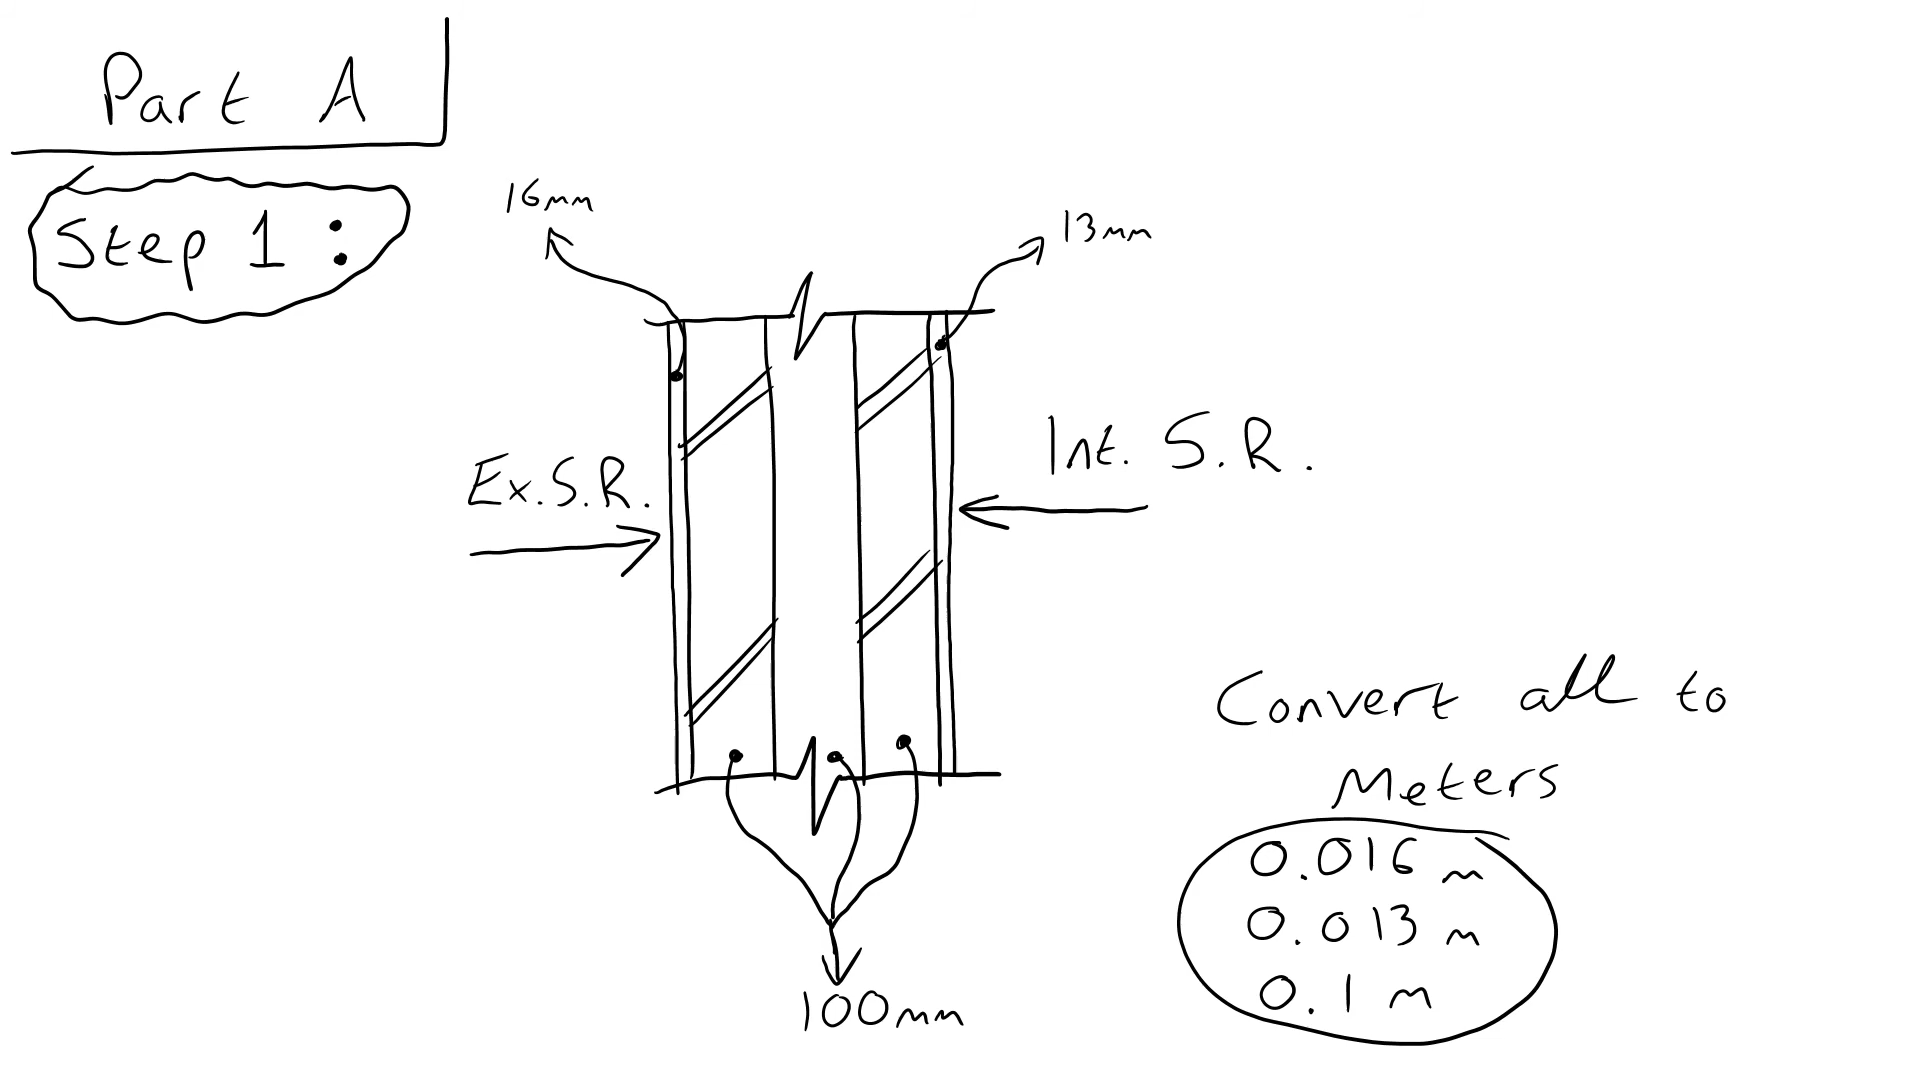 Part A
Step 1 :
16mm
13mm
Ex.S.R.
Int. S.R.
100mm
Convert all to
Meters
0.016 m
0.013 m
0.1 m